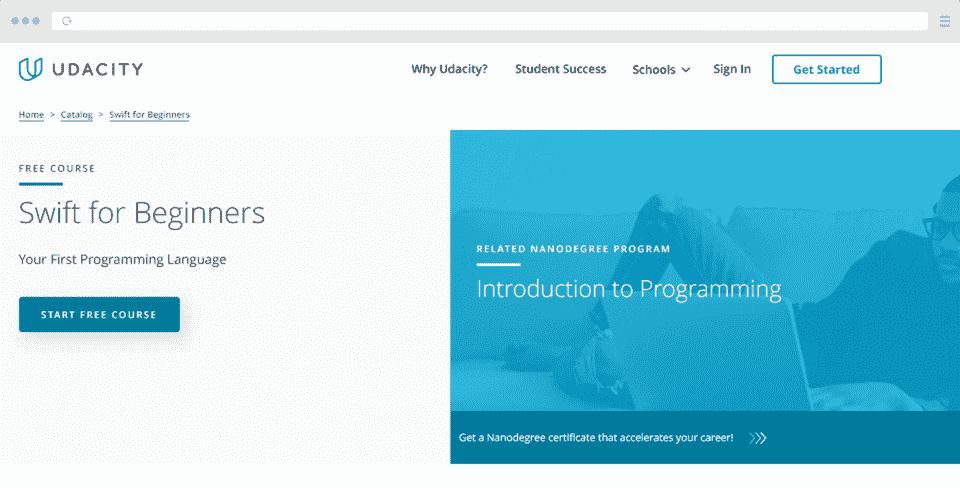 UDACITY
Why Udacity? Student Success Schools Sign In Get Started
Home > Catalog > Swift for Beginners
FREE COURSE
Swift for Beginners
Your First Programming Language
START FREE COURSE
RELATED NANODEGREE PROGRAM
Introduction to Programming
Get a Nanodegree certificate that accelerates your career!